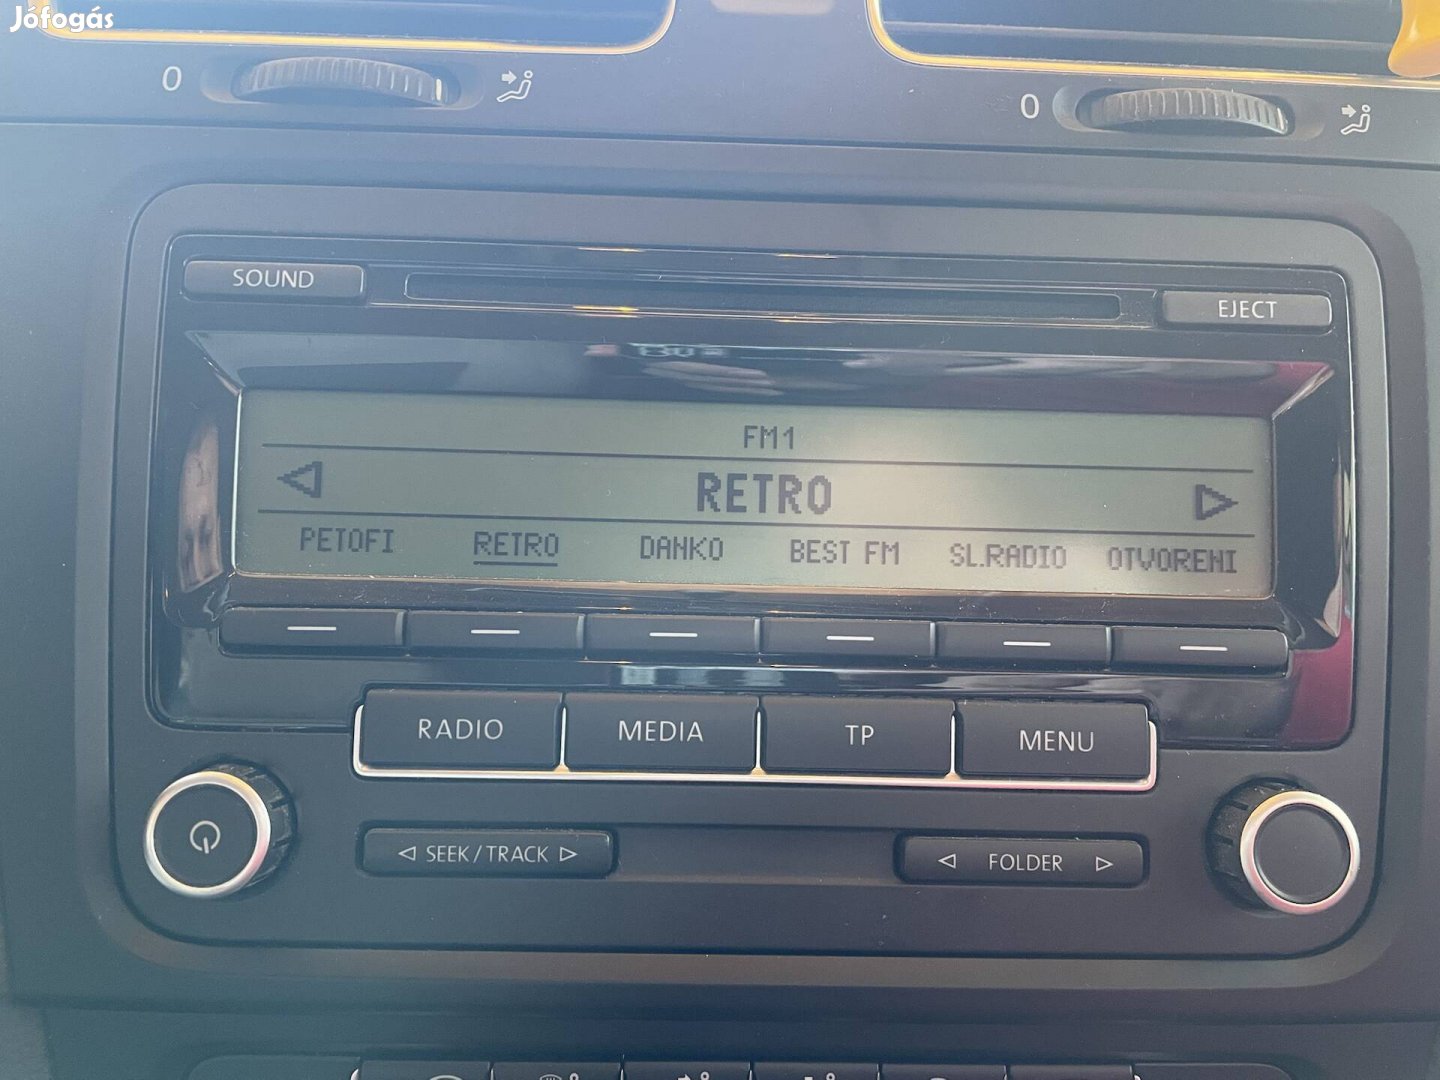 Jófogás
0
0
SOUND
EJECT
FM1
RETRO
PETOFI RETRO DANKO BEST FM SL.RADIO OTVORENI
RADIO MEDIA TP MENU
SEEK / TRACK
FOLDER